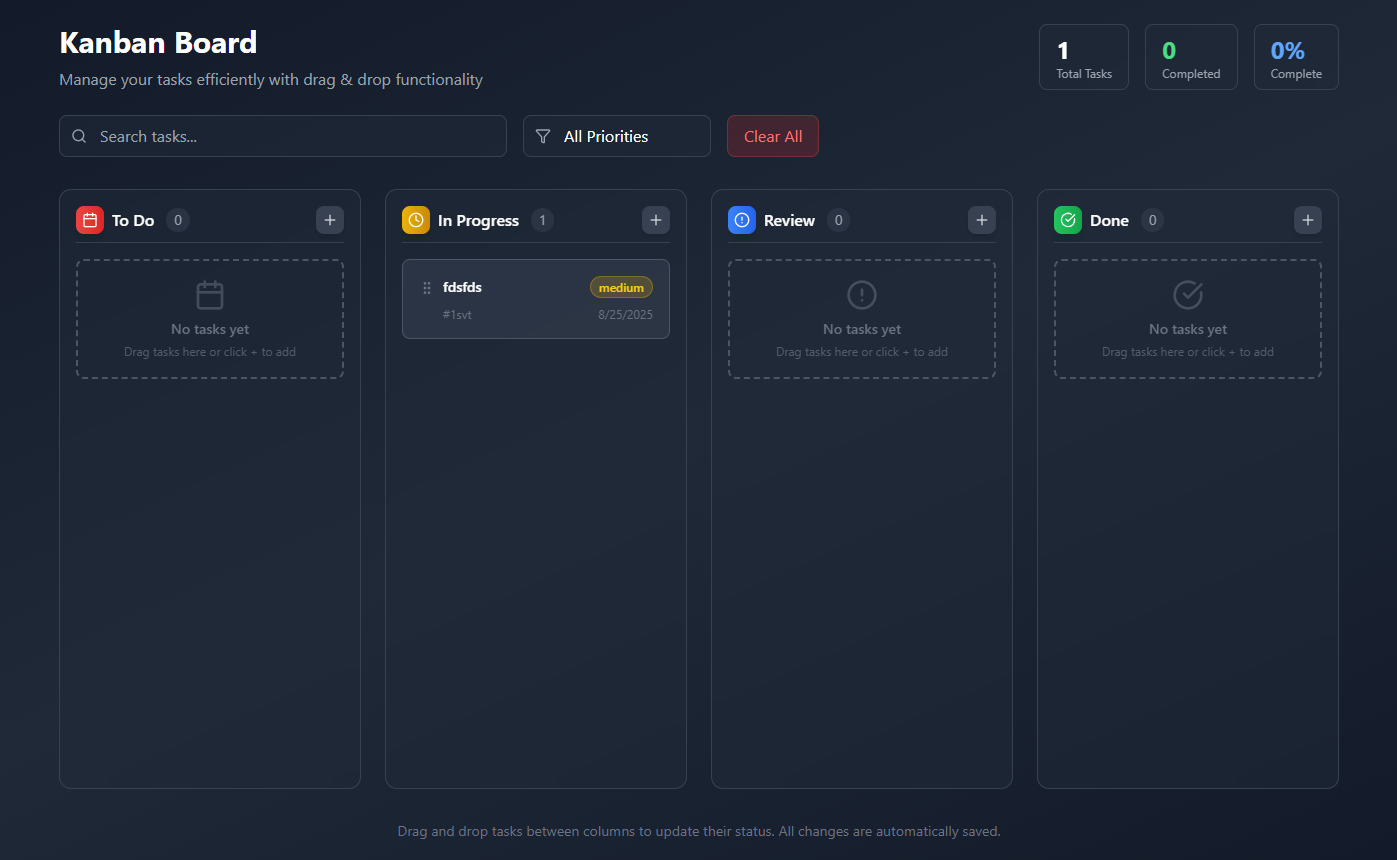 Kanban Board
Manage your tasks efficiently with drag & drop functionality
1
Total Tasks
0
Completed
0%
Complete
Search tasks...
All Priorities
Clear All
To Do 0
No tasks yet
Drag tasks here or click + to add
In Progress 1
fdsfds medium
#1svt 8/25/2025
Review 0
No tasks yet
Drag tasks here or click + to add
Done 0
No tasks yet
Drag tasks here or click + to add
Drag and drop tasks between columns to update their status. All changes are automatically saved.